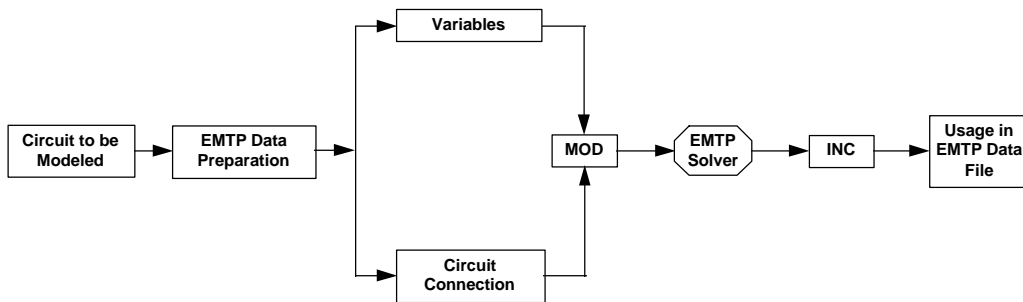 Circuit to be
Modeled
EMTP Data
Preparation
Variables
Circuit
Connection
MOD
EMTP
Solver
INC
Usage in
EMTP Data
File